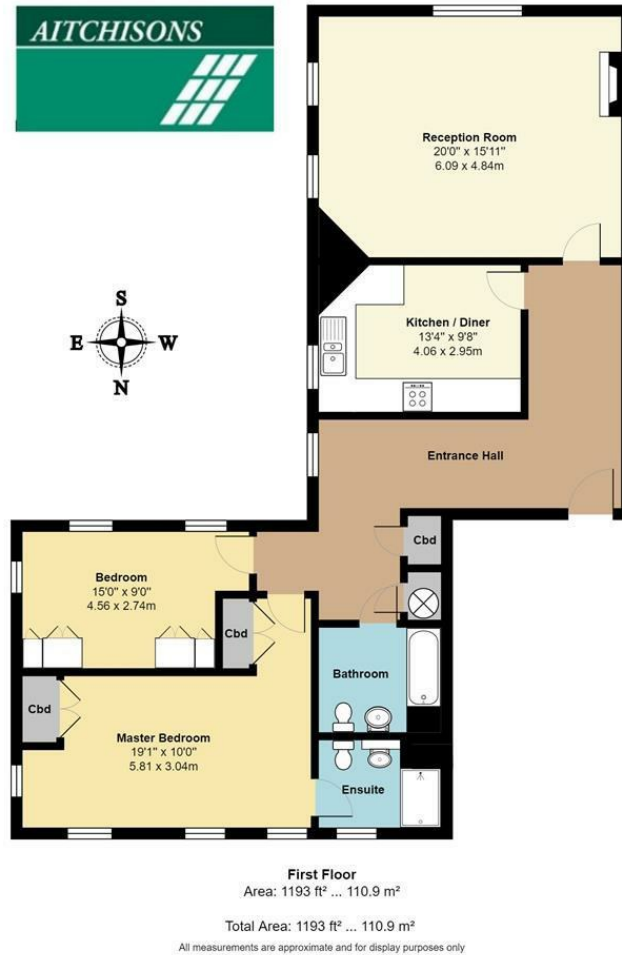 AITCHISONS
Reception Room
20'0" x 15'11"
6.09 x 4.84m
S
E
W
N
Kitchen / Diner
13'4" x 9'8"
4.06 x 2.95m
Entrance Hall
Cbd
Bedroom
15'0" x 9'0"
4.56 x 2.74m
Cbd
Bathroom
Cbd
Master Bedroom
19'1" x 10'0"
5.81 x 3.04m
Ensuite
First Floor
Area: 1193 ft² ... 110.9 m²
Total Area: 1193 ft² ... 110.9 m²
All measurements are approximate and for display purposes only